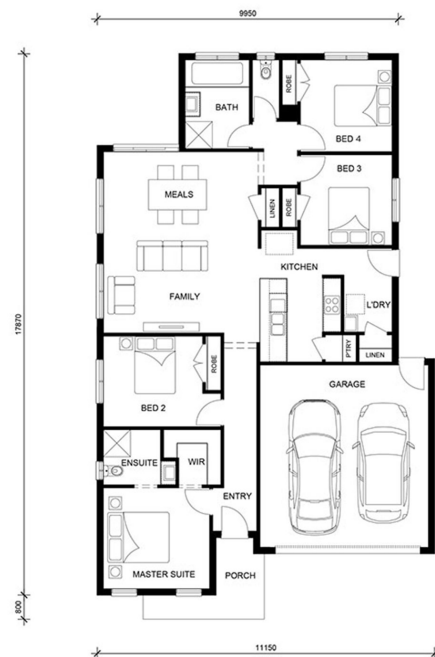 9950
ROBE
BATH
BED 4
BED 3
MEALS
LINEN
ROBE
KITCHEN
FAMILY
L'DRY
17870
P'TRY
LINEN
ROBE
GARAGE
BED 2
ENSUITE
WIR
ENTRY
MASTER SUITE
PORCH
800
11150